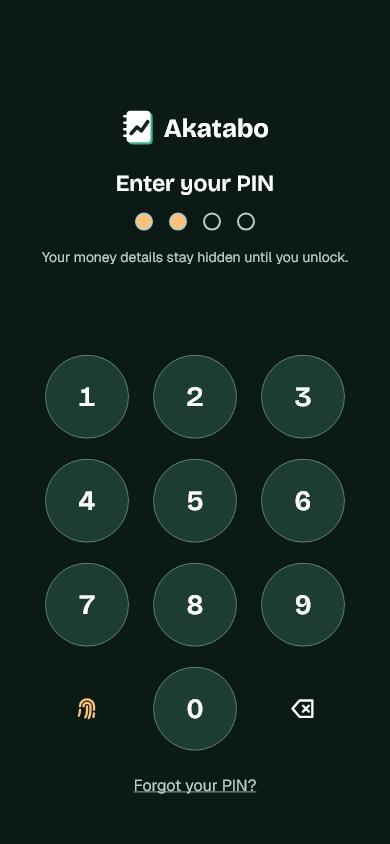 Akatabo
Enter your PIN
Your money details stay hidden until you unlock.
1 2 3
4 5 6
7 8 9
0
Forgot your PIN?